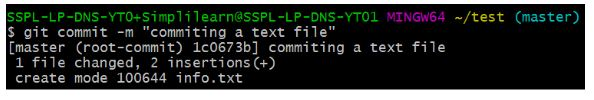 SSPL-LP-DNS-YT0+Simplilearn@SSPL-LP-DNS-YT01 MINGW64 ~/test (master)
$ git commit -m "commiting a text file"
[master (root-commit) 1c0673b] commiting a text file
 1 file changed, 2 insertions(+)
 create mode 100644 info.txt